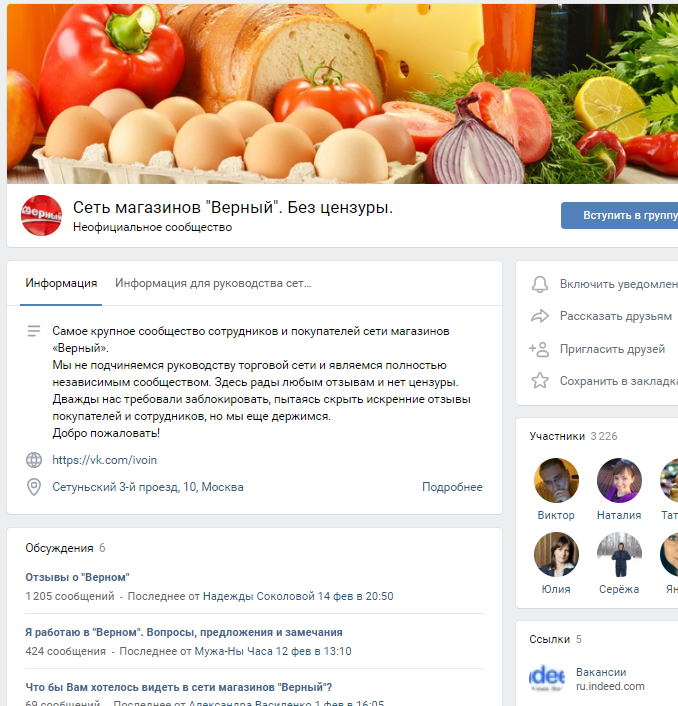 Верный
Сеть магазинов "Верный". Без цензуры.
Неофициальное сообщество
Вступить в группу
Информация
Информация для руководства сет...
Самое крупное сообщество сотрудников и покупателей сети магазинов
«Верный».
Мы не подчиняемся руководству торговой сети и являемся полностью
независимым сообществом. Здесь рады любым отзывам и нет цензуры.
Дважды нас требовали заблокировать, пытаясь скрыть искренние отзывы
покупателей и сотрудников, но мы еще держимся.
Добро пожаловать!
https://vk.com/ivoin
Сетуньский 3-й проезд, 10, Москва
Подробнее
Обсуждения 6
Отзывы о "Верном"
1 205 сообщений - Последнее от Надежды Соколовой 14 фев в 20:50
Я работаю в "Верном". Вопросы, предложения и замечания
424 сообщения - Последнее от Мужа-Ны Часа 12 фев в 13:10
Что бы Вам хотелось видеть в сети магазинов "Верный"?
69 сообщений - Последнее от Александра Василенко 1 фев в 16:05
Включить уведомлен
Рассказать друзьям
Пригласить друзей
Сохранить в закладка
Участники 3 226
Виктор Наталия Тат
Юлия Серёжа Ян
Ссылки 5
Вакансии
ru.indeed.com